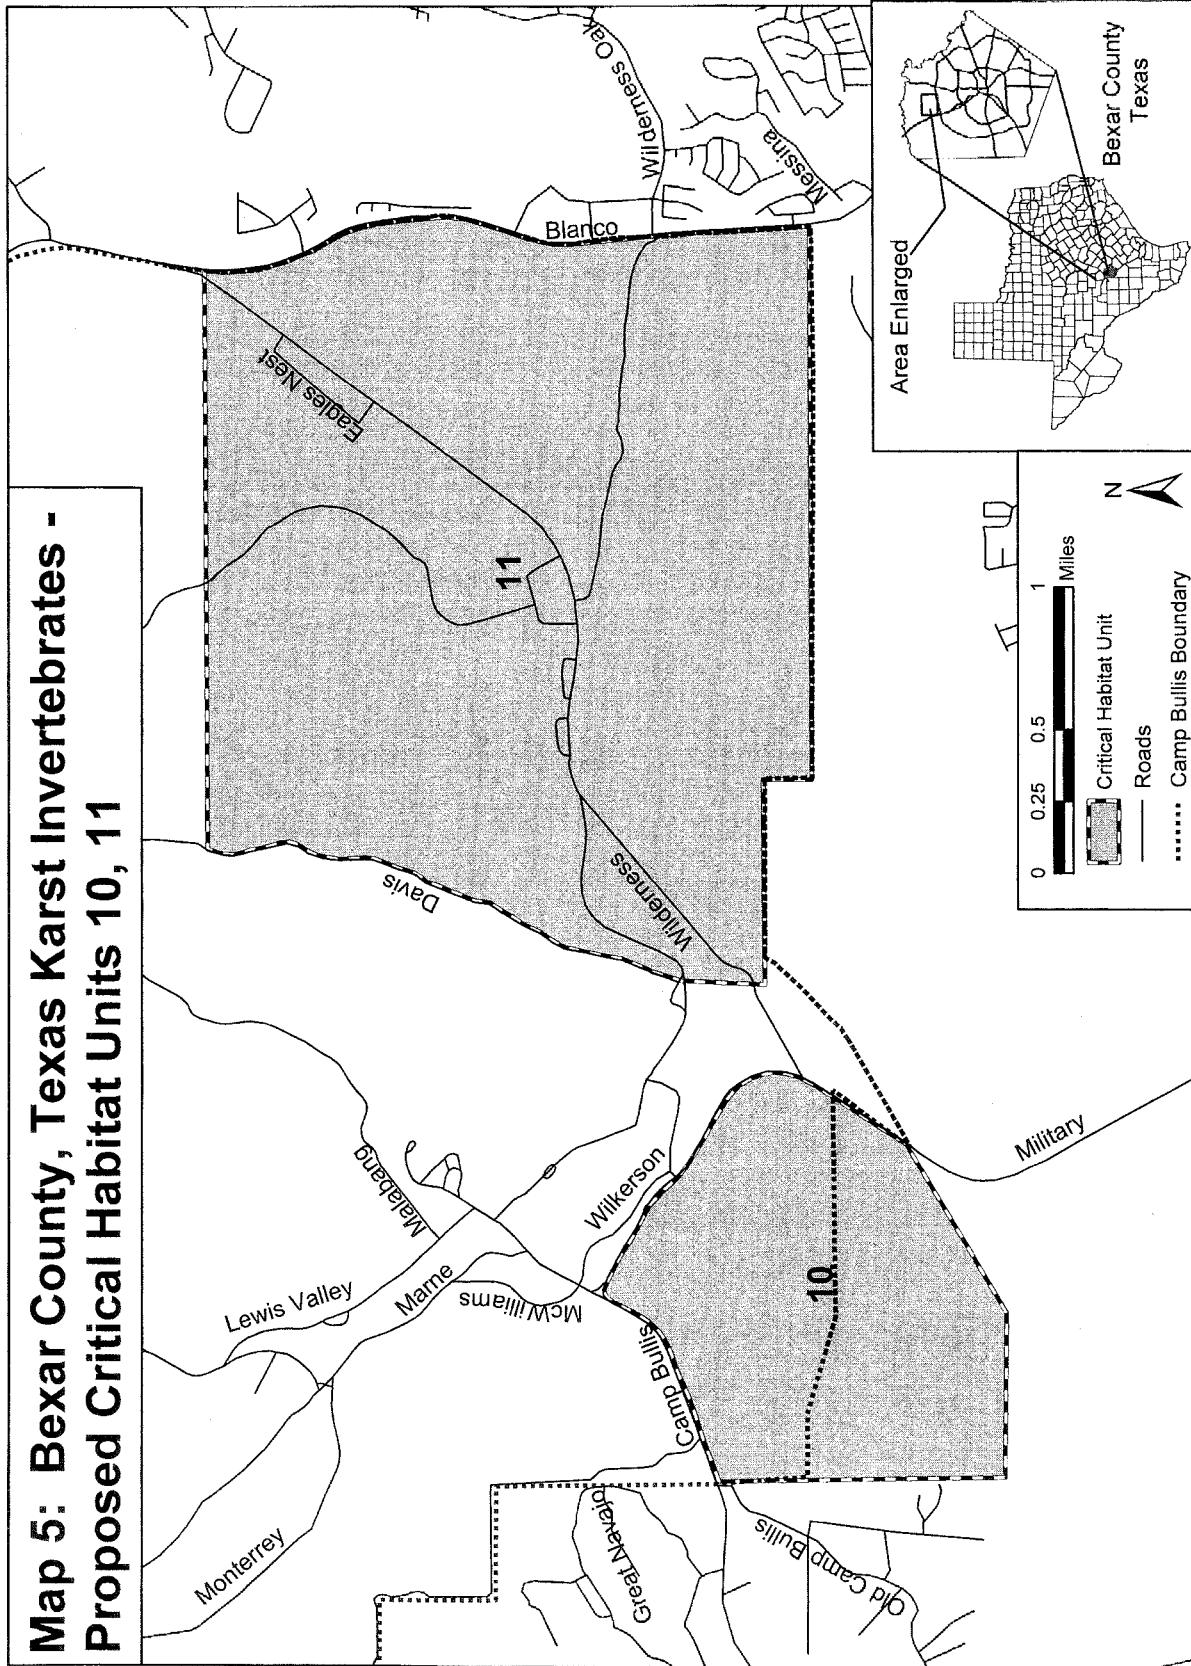 Map 5: Bexar County, Texas Karst Invertebrates -
Proposed Critical Habitat Units 10, 11
Monterrey
Lewis Valley
Marne
Malabang
McWilliams
Wilkerson
Camp Bullis
Great Navajo
Old Camp Bullis
10
Military
Davis
Wilderness
11
Eagles Nest
Blanco
Wilderness Oak
Messina
0 0.25 0.5 1
Miles
Critical Habitat Unit
Roads
Camp Bullis Boundary
N
Area Enlarged
Bexar County
Texas